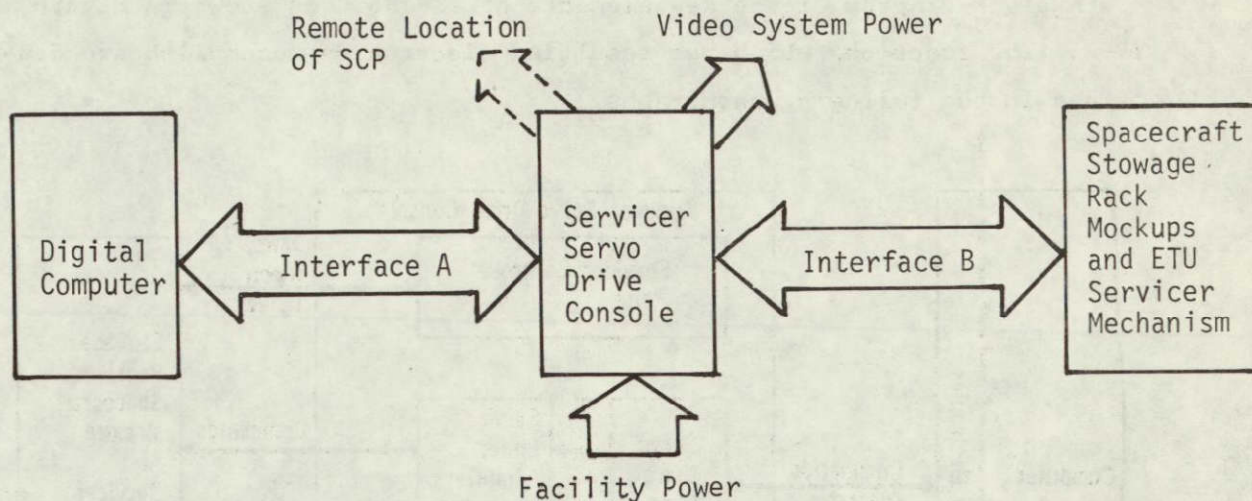 Remote Location
of SCP
Video System Power
Digital
Computer
Interface A
Servicer
Servo
Drive
Console
Interface B
Spacecraft
Stowage
Rack
Mockups
and ETU
Servicer
Mechanism
Facility Power